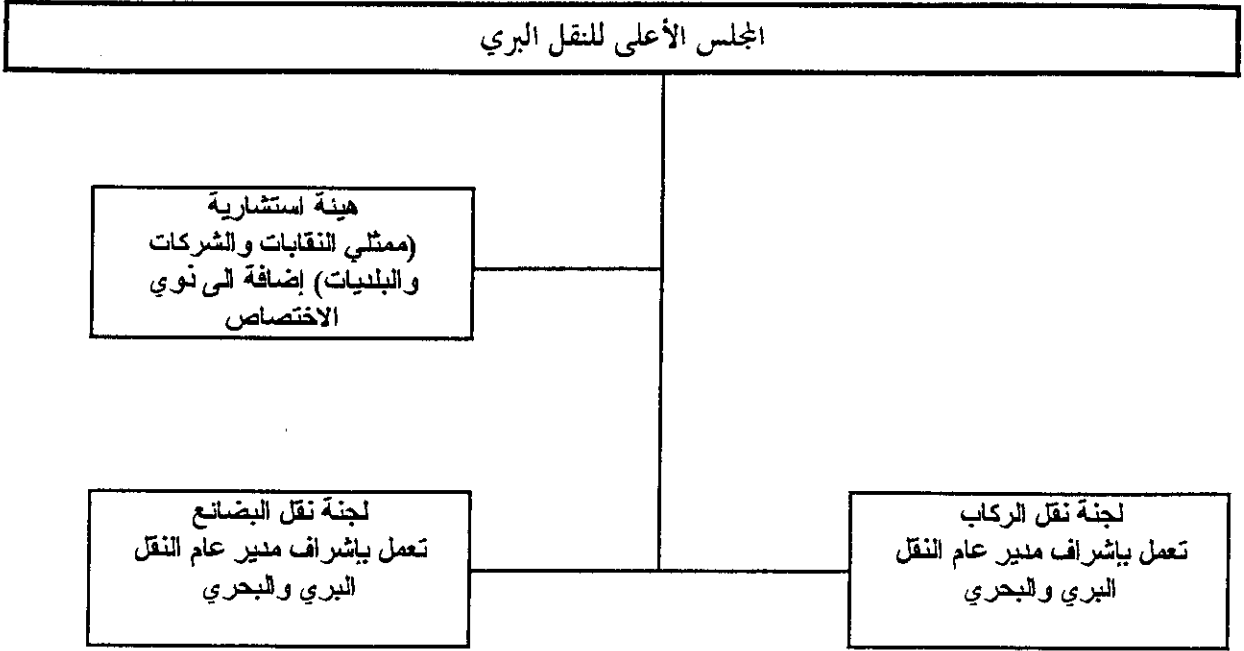 المجلس الأعلى للنقل البري
هيئة استشارية
(ممثلي النقابات والشركات
والبلديات) إضافة الى ذوي
الاختصاص
لجنة نقل الركاب
تعمل بإشراف مدير عام النقل
البري والبحري
لجنة نقل البضائع
تعمل بإشراف مدير عام النقل
البري والبحري